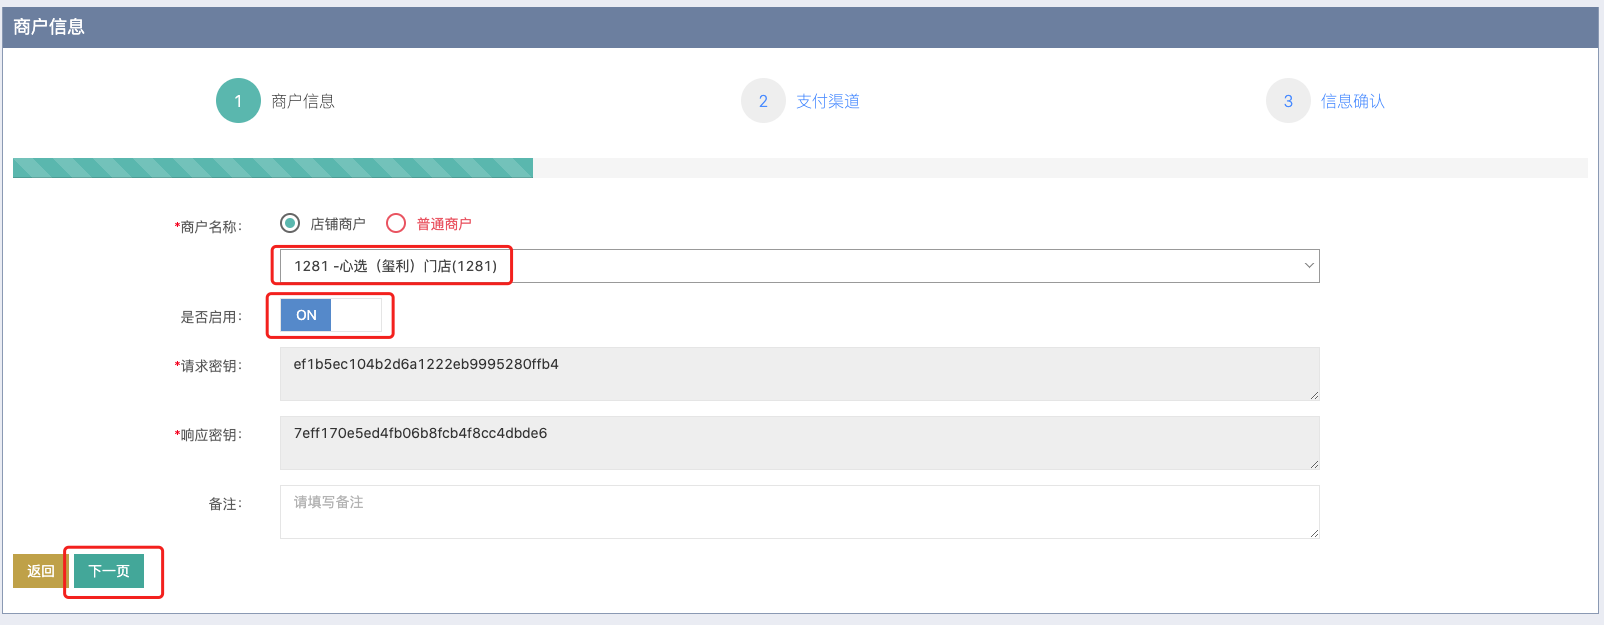 商户信息
1 商户信息 2 支付渠道 3 信息确认
*商户名称： 店铺商户 普通商户
1281 -心选（玺利）门店(1281)
是否启用： ON
*请求密钥： ef1b5ec104b2d6a1222eb9995280ffb4
*响应密钥： 7eff170e5ed4fb06b8fcb4f8cc4dbde6
备注： 请填写备注
返回 下一页